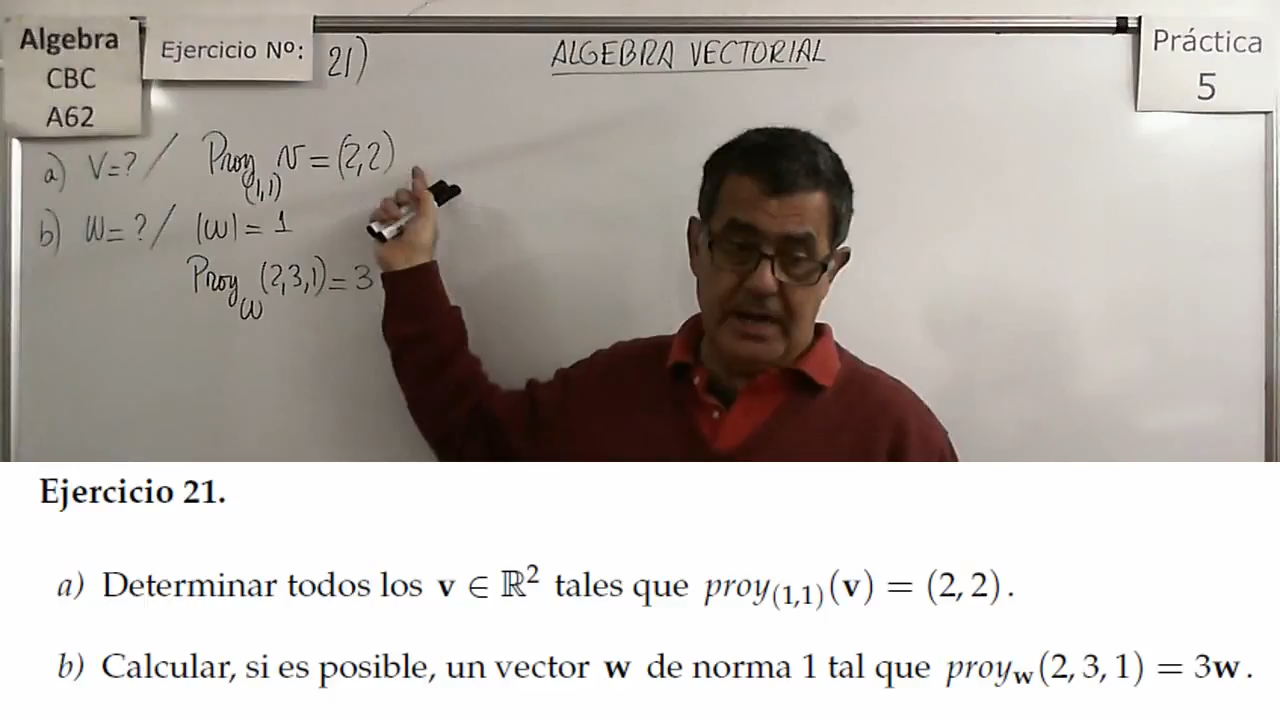 Algebra
CBC
A62
Ejercicio Nº: 21)
ALGEBRA VECTORIAL
Práctica
5
a) V=? / Proy(1,1) v = (2,2)
b) W=? / |w| = 1
Proyw (2,3,1) = 3
Ejercicio 21.
a) Determinar todos los v ∈ ℝ² tales que proy(1,1)(v) = (2, 2).
b) Calcular, si es posible, un vector w de norma 1 tal que proyw(2, 3, 1) = 3w.